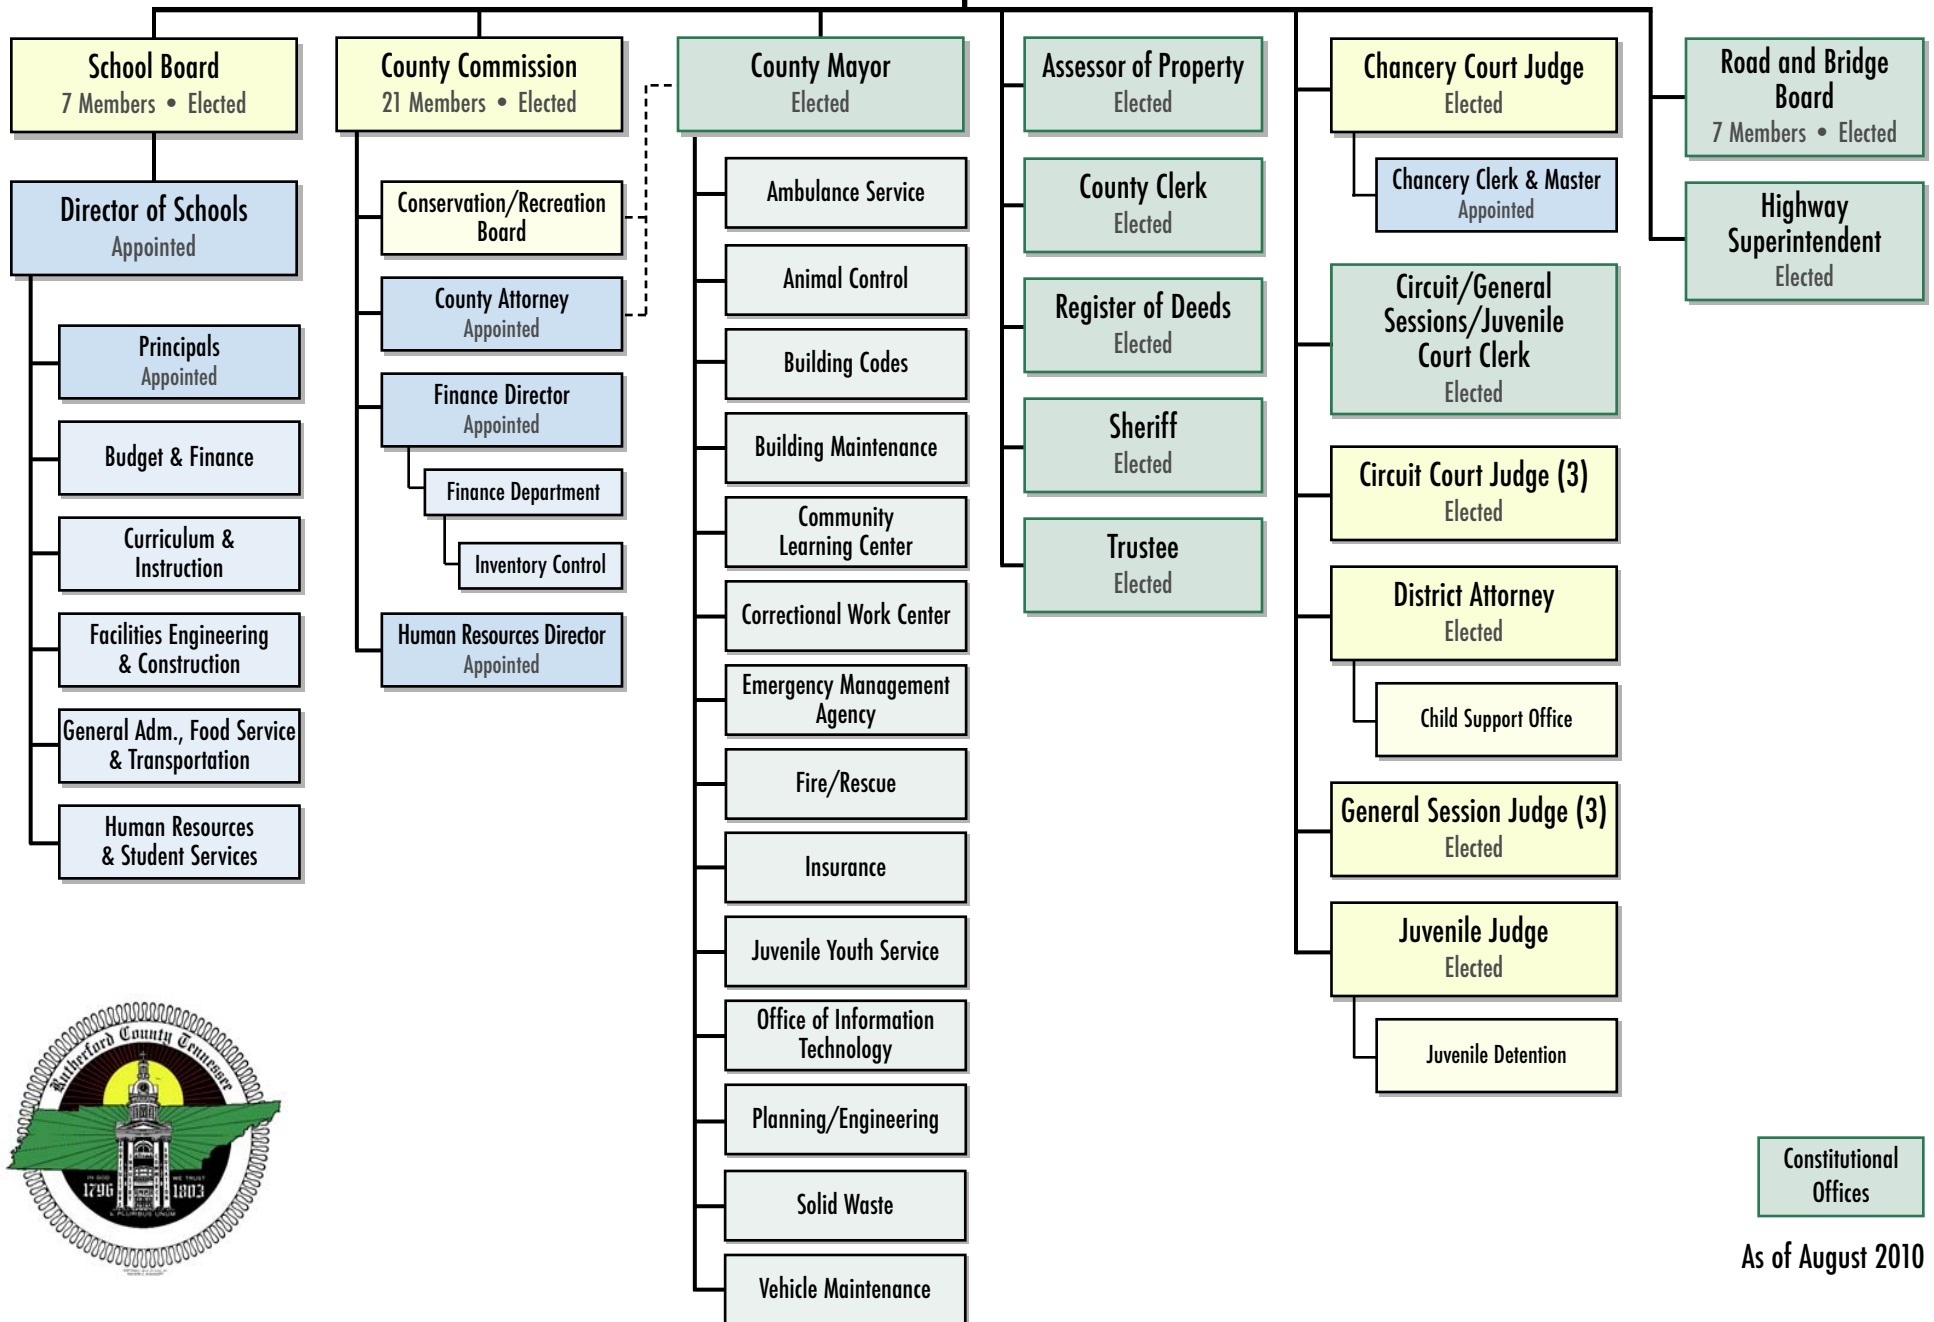 School Board
7 Members • Elected
Director of Schools
Appointed
Principals
Appointed
Budget & Finance
Curriculum &
Instruction
Facilities Engineering
& Construction
General Adm., Food Service
& Transportation
Human Resources
& Student Services
County Commission
21 Members • Elected
Conservation/Recreation
Board
County Attorney
Appointed
Finance Director
Appointed
Finance Department
Inventory Control
Human Resources Director
Appointed
County Mayor
Elected
Ambulance Service
Animal Control
Building Codes
Building Maintenance
Community
Learning Center
Correctional Work Center
Emergency Management
Agency
Fire/Rescue
Insurance
Juvenile Youth Service
Office of Information
Technology
Planning/Engineering
Solid Waste
Vehicle Maintenance
Assessor of Property
Elected
County Clerk
Elected
Register of Deeds
Elected
Sheriff
Elected
Trustee
Elected
Chancery Court Judge
Elected
Chancery Clerk & Master
Appointed
Circuit/General
Sessions/Juvenile
Court Clerk
Elected
Circuit Court Judge (3)
Elected
District Attorney
Elected
Child Support Office
General Session Judge (3)
Elected
Juvenile Judge
Elected
Juvenile Detention
Road and Bridge
Board
7 Members • Elected
Highway
Superintendent
Elected
Rutherford County Tennessee
IN GOD WE TRUST
1796 1803
E PLURIBUS UNUM
Constitutional
Offices
As of August 2010